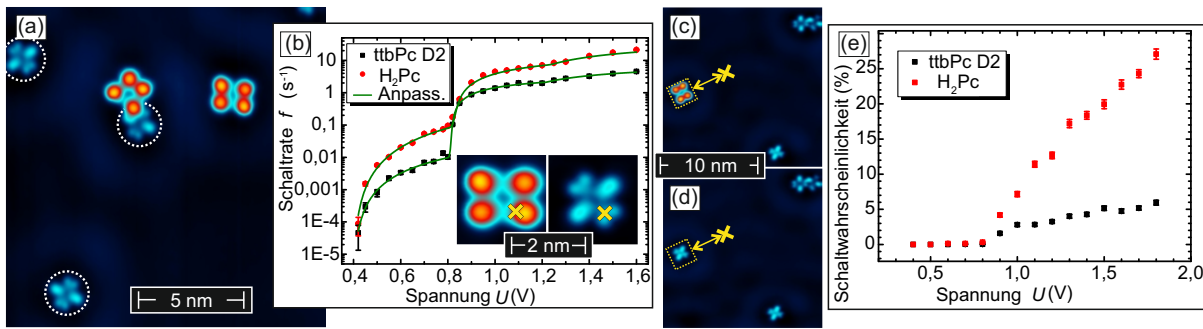 (a)
5 nm
(b)
Schaltrate f (s⁻¹)
10
1
0,1
0,01
0,001
1E-4
1E-5
ttbPc D2
H₂Pc
Anpass.
2 nm
0,4 0,6 0,8 1,0 1,2 1,4 1,6
Spannung U(V)
(c)
10 nm
(d)
(e)
Schaltwahrscheinlichkeit (%)
25
20
15
10
5
0
ttbPc D2
H₂Pc
0,5 1,0 1,5 2,0
Spannung U(V)